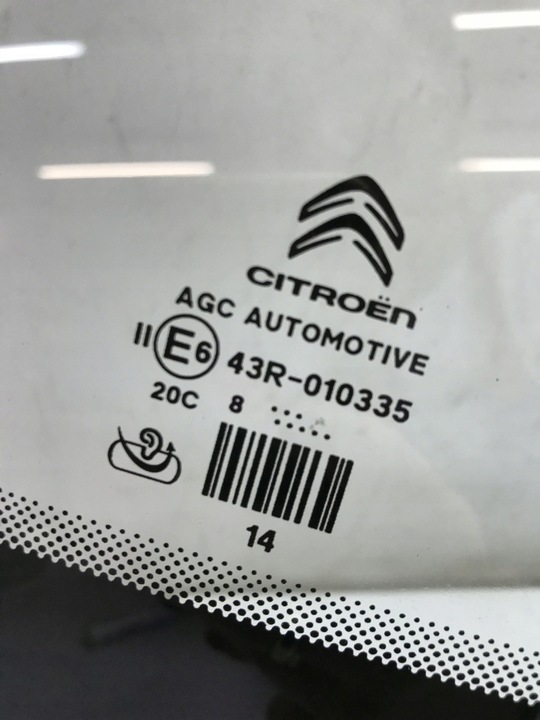 CITROËN
AGC AUTOMOTIVE
II E6 43R-010335
20C 8
14